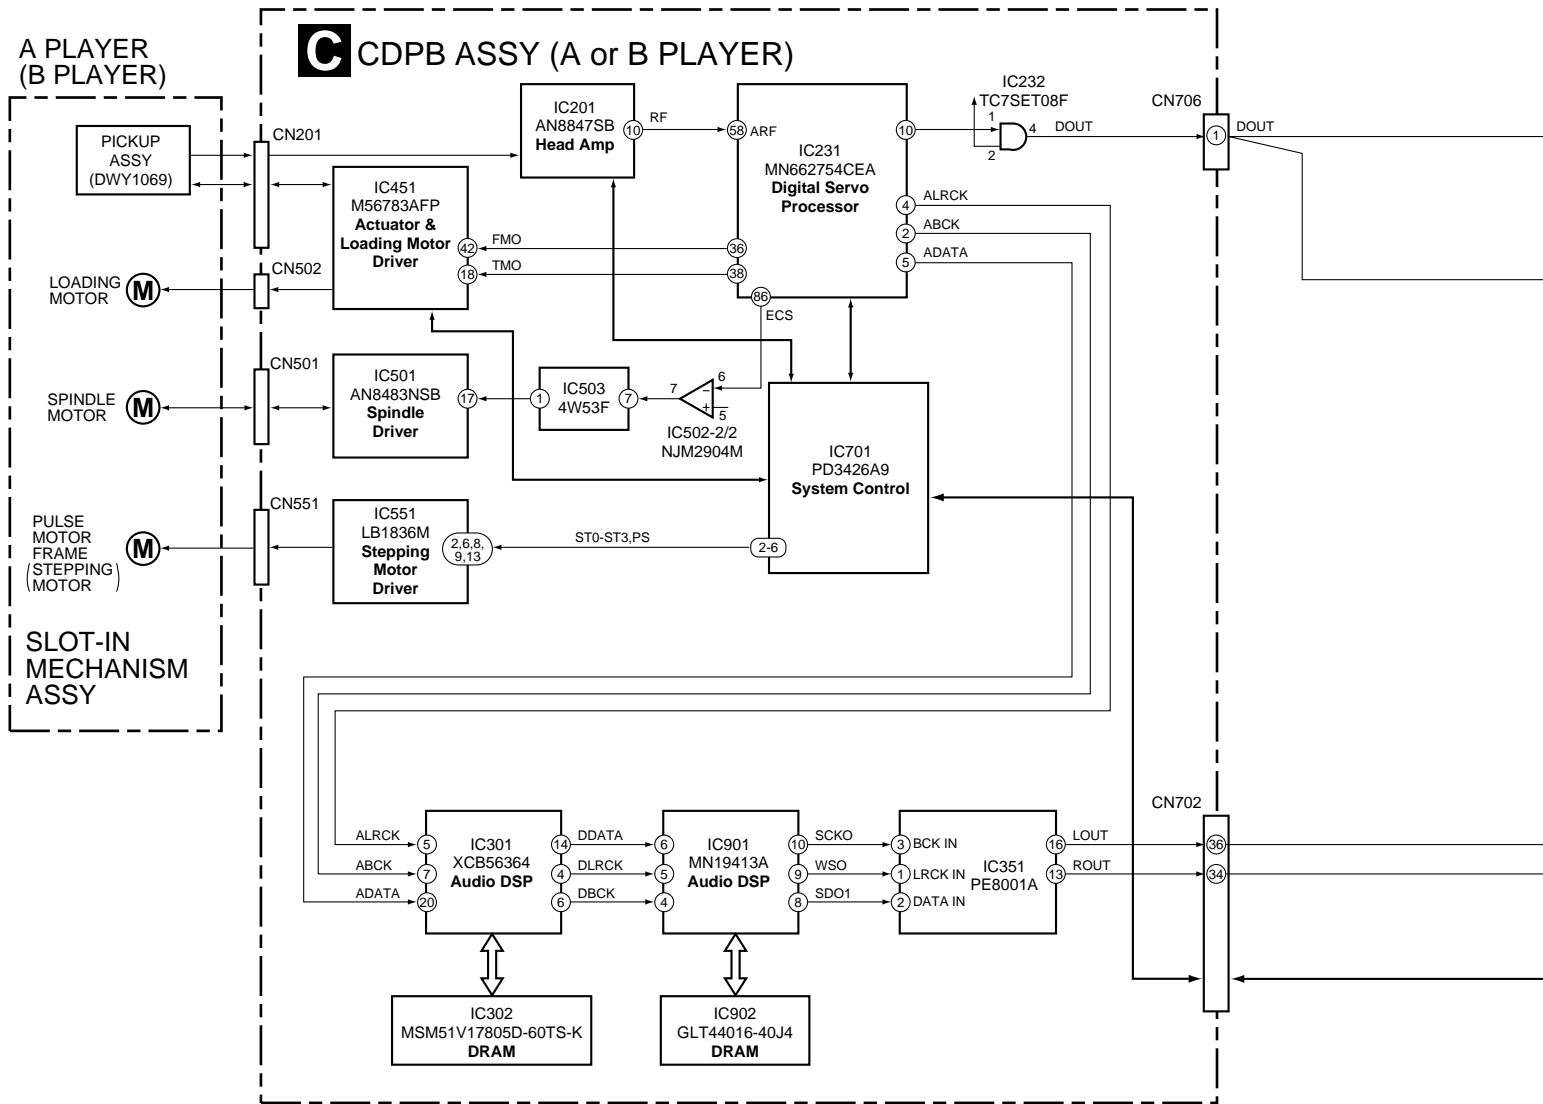 A PLAYER
(B PLAYER)
C CDPB ASSY (A or B PLAYER)
PICKUP
ASSY
(DWY1069)
CN201
IC201
AN8847SB
Head Amp
10
RF
58 ARF
IC231
MN662754CEA
Digital Servo
Processor
10
IC232
TC7SET08F
1
2
4
DOUT
CN706
1
DOUT
4
ALRCK
2
ABCK
5
ADATA
36
38
86
ECS
IC451
M56783AFP
Actuator &
Loading Motor
Driver
42
FMO
18
TMO
LOADING
MOTOR
M
CN502
SPINDLE
MOTOR
M
CN501
IC501
AN8483NSB
Spindle
Driver
17
1
IC503
4W53F
7
7
6
−
+
5
IC502-2/2
NJM2904M
IC701
PD3426A9
System Control
2-6
PULSE
MOTOR
FRAME
(STEPPING)
MOTOR
M
CN551
IC551
LB1836M
Stepping
Motor
Driver
2,6,8,
9,13
ST0-ST3,PS
SLOT-IN
MECHANISM
ASSY
ALRCK
5
ABCK
7
ADATA
20
IC301
XCB56364
Audio DSP
14
DDATA
4
DLRCK
6
DBCK
6
5
4
IC901
MN19413A
Audio DSP
10
SCKO
9
WSO
8
SDO1
3 BCK IN
1 LRCK IN
2 DATA IN
IC351
PE8001A
16
LOUT
13
ROUT
CN702
36
34
IC302
MSM51V17805D-60TS-K
DRAM
IC902
GLT44016-40J4
DRAM